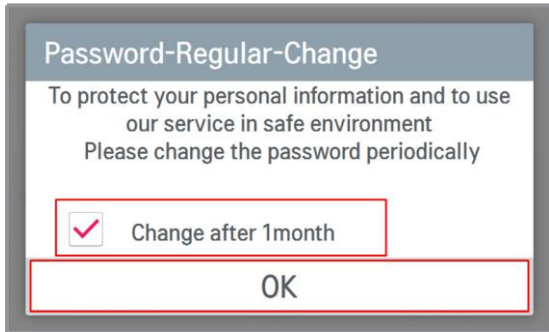 Password-Regular-Change
To protect your personal information and to use
our service in safe environment
Please change the password periodically
Change after 1month
OK